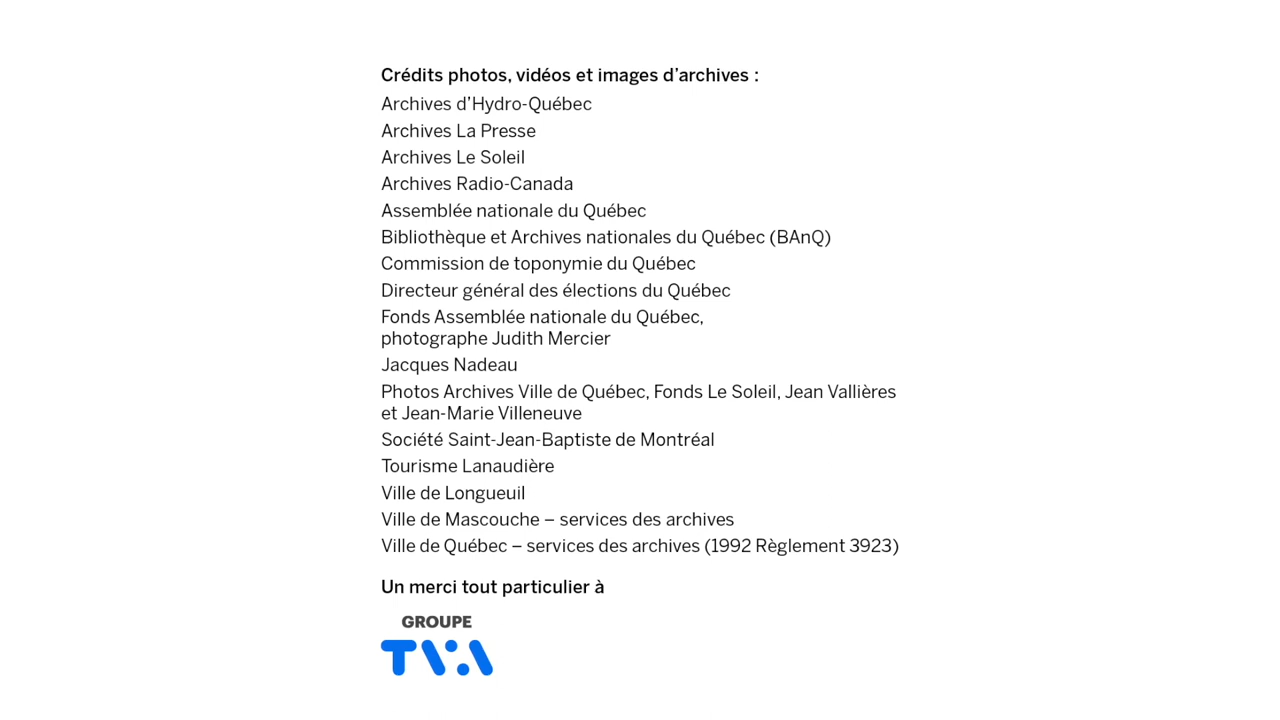 Crédits photos, vidéos et images d’archives :
Archives d’Hydro-Québec
Archives La Presse
Archives Le Soleil
Archives Radio-Canada
Assemblée nationale du Québec
Bibliothèque et Archives nationales du Québec (BAnQ)
Commission de toponymie du Québec
Directeur général des élections du Québec
Fonds Assemblée nationale du Québec,
photographe Judith Mercier
Jacques Nadeau
Photos Archives Ville de Québec, Fonds Le Soleil, Jean Vallières
et Jean-Marie Villeneuve
Société Saint-Jean-Baptiste de Montréal
Tourisme Lanaudière
Ville de Longueuil
Ville de Mascouche – services des archives
Ville de Québec – services des archives (1992 Règlement 3923)
Un merci tout particulier à
GROUPE
TVA